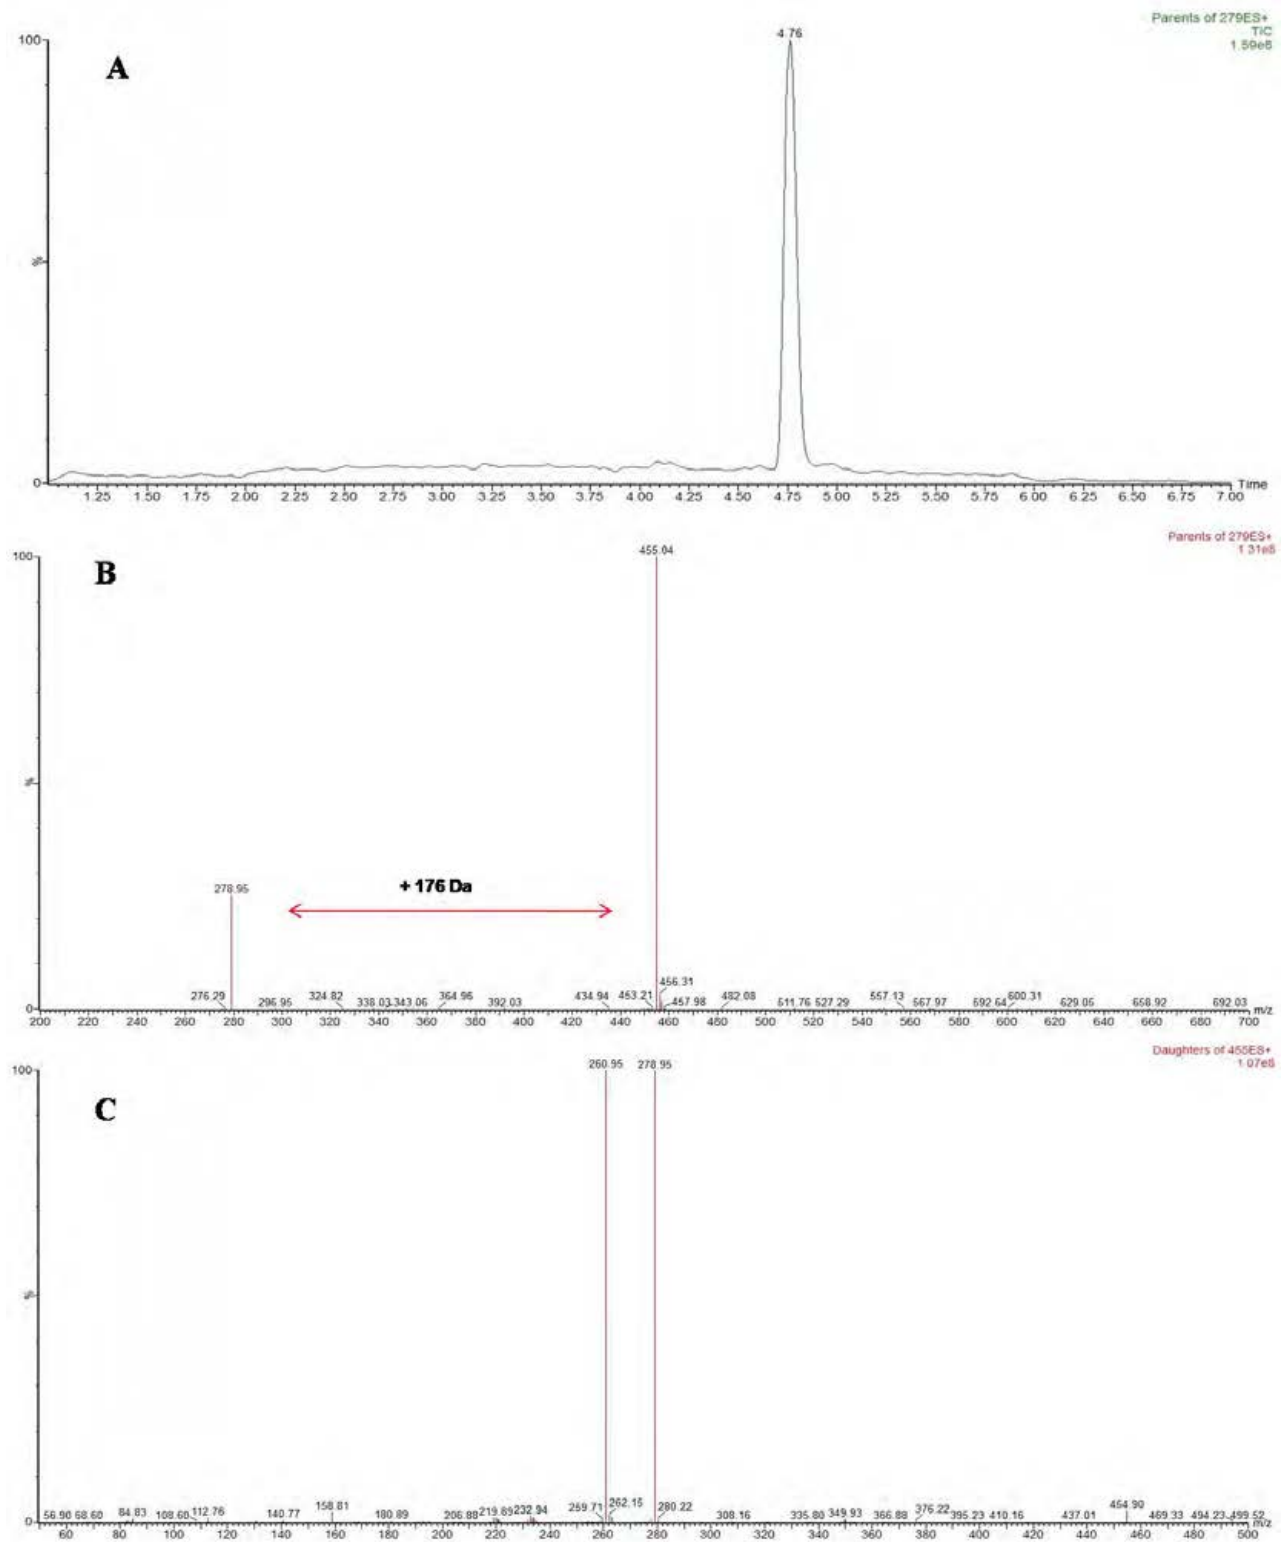 Parents of 279ES+
TIC
1.59e6
100
A
4.76
%
0
1.25 1.50 1.75 2.00 2.25 2.50 2.75 3.00 3.25 3.50 3.75 4.00 4.25 4.50 4.75 5.00 5.25 5.50 5.75 6.00 6.25 6.50 6.75 7.00
Time
Parents of 279ES+
100
B
455.04
%
278.95
+ 176 Da
276.29 296.95 324.82 338.03 343.06 364.96 392.03 434.94 453.21 456.31 457.98 482.08 511.76 527.29 557.13 567.97 592.64 600.31 629.05 658.92 692.03
0
200 220 240 260 280 300 320 340 360 380 400 420 440 460 480 500 520 540 560 580 600 620 640 660 680 700
m/z
Daughters of 455ES+
100
C
260.95 278.95
%
56.90 68.60 84.83 108.60 112.76 140.77 158.81 180.89 206.88 219.89 232.94 259.71 262.15 280.22 308.16 335.80 349.93 366.88 376.22 395.23 410.16 437.01 454.90 469.33 494.23 499.52
0
60 80 100 120 140 160 180 200 220 240 260 280 300 320 340 360 380 400 420 440 460 480 500
m/z